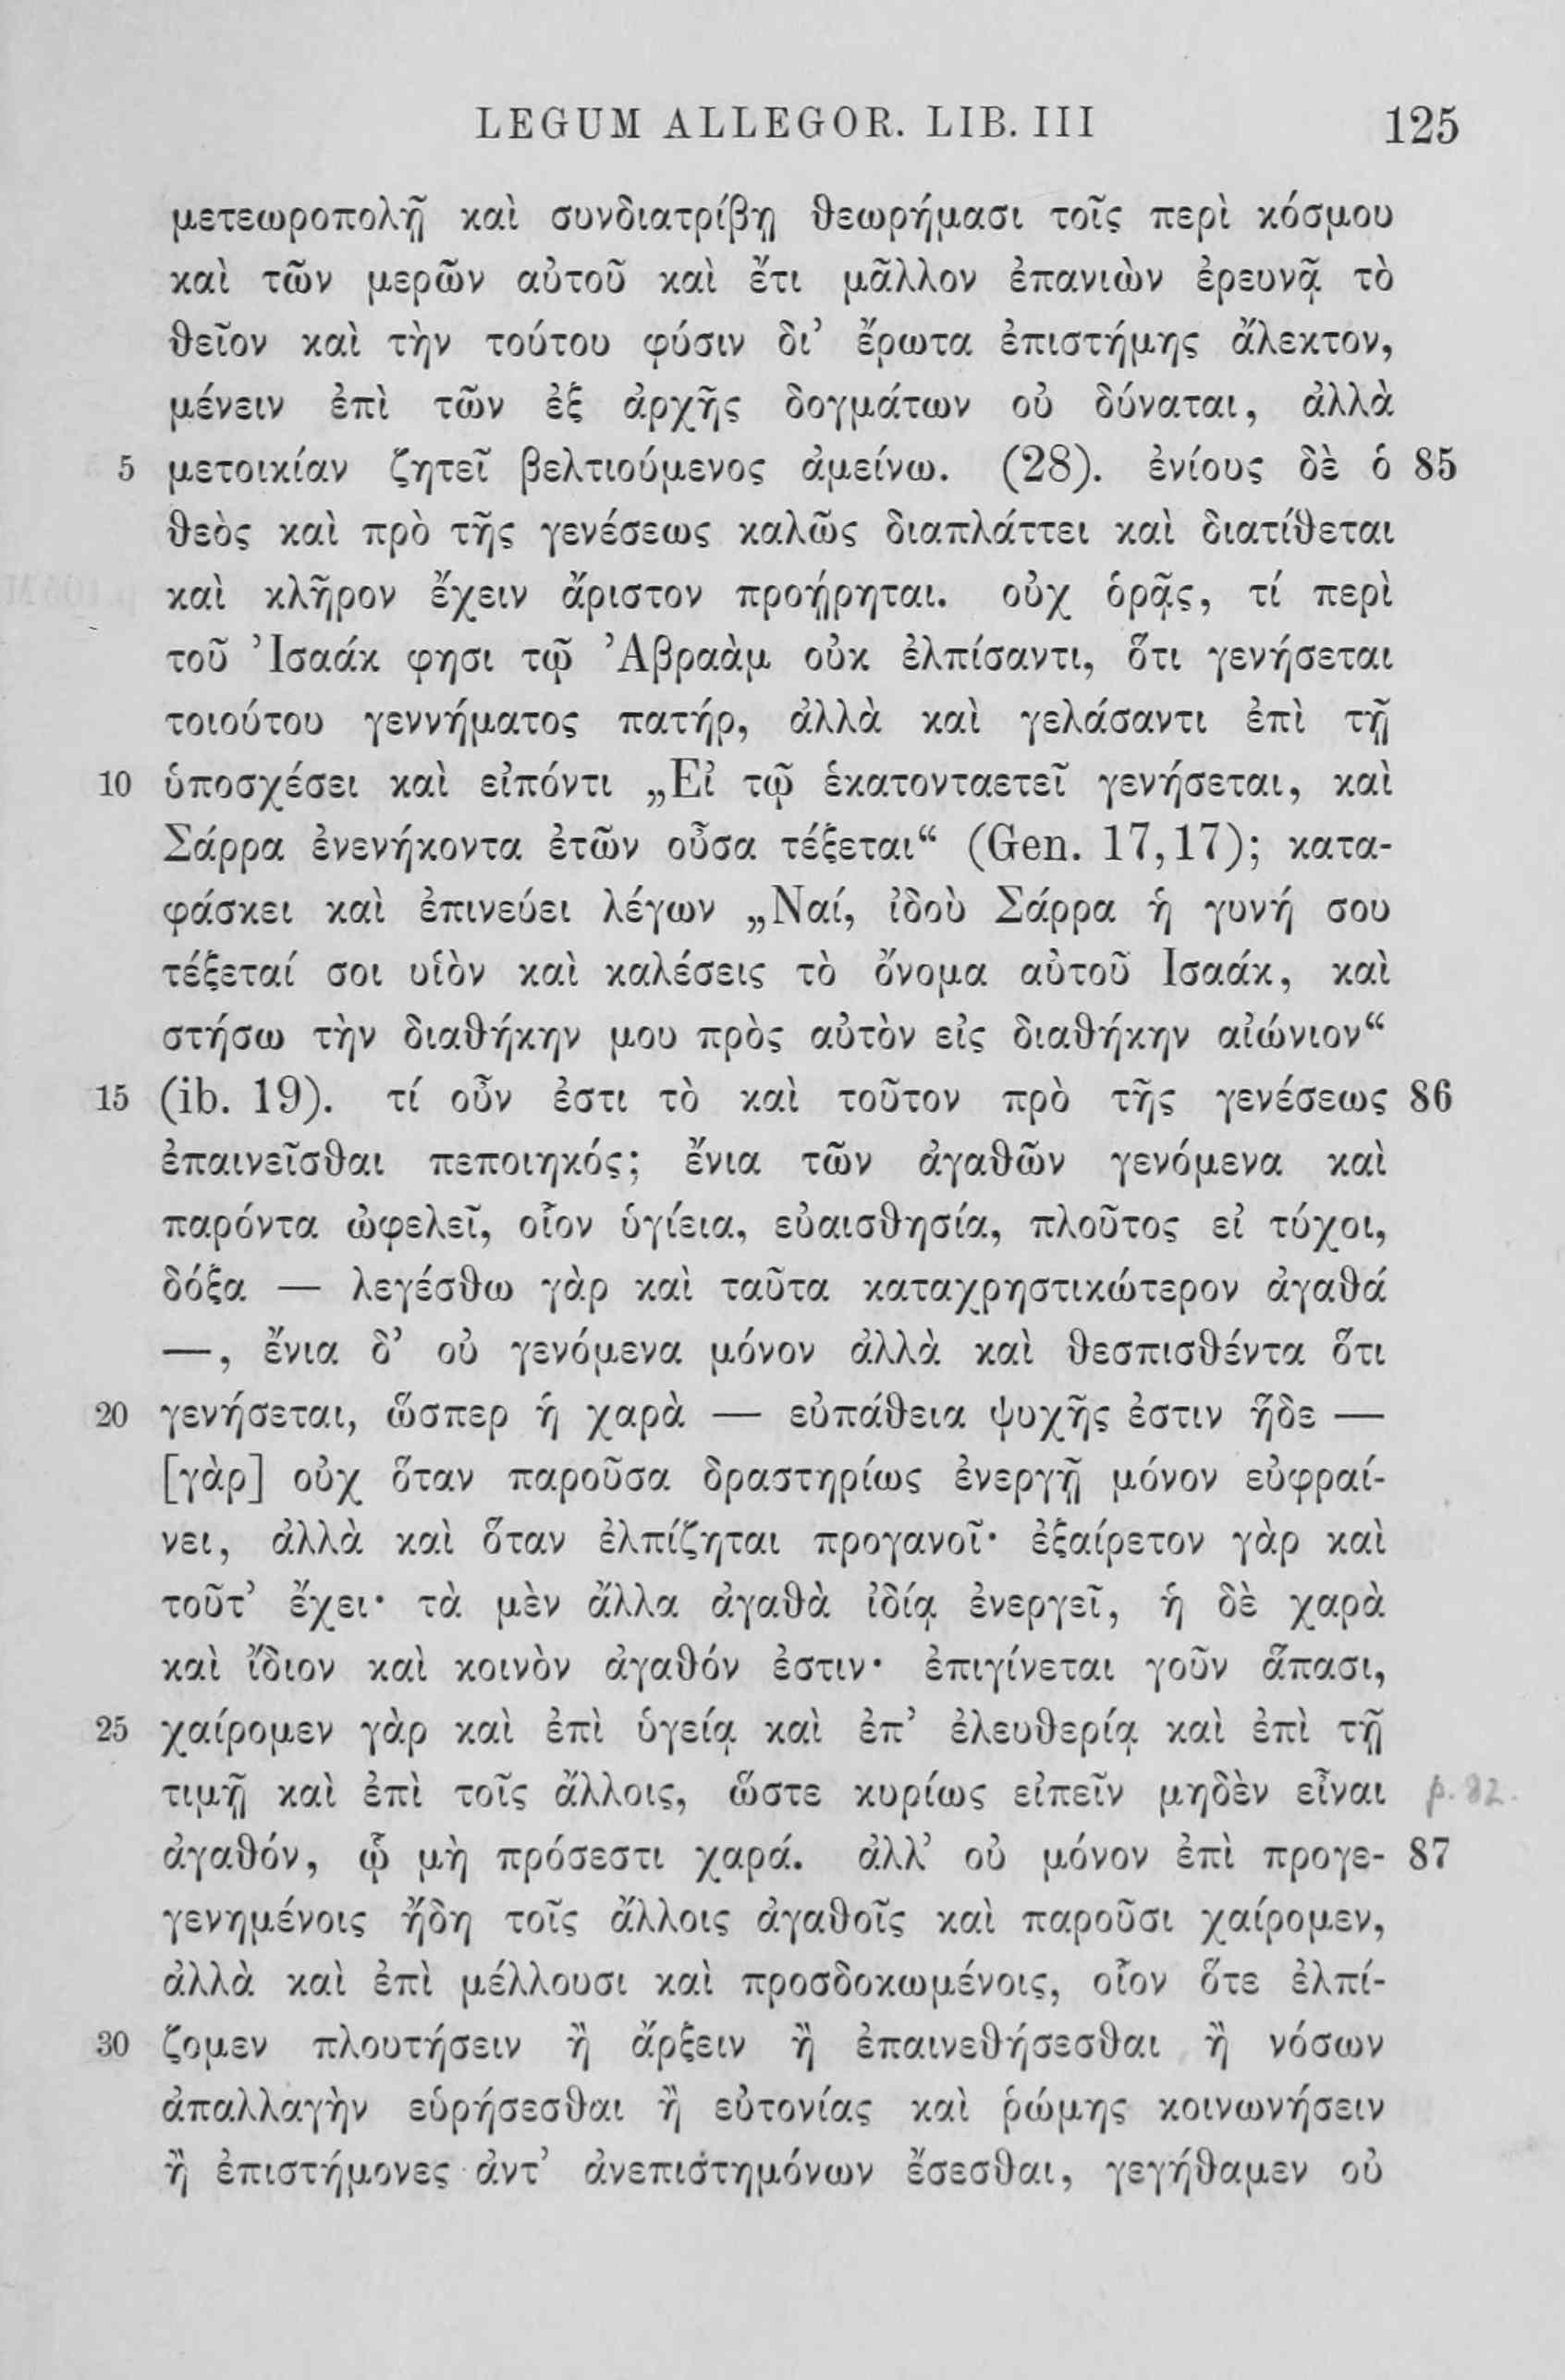 LEGUM ALLEGOR. LIB. III 125
μετεωροπολῇ καὶ συνδιατρίβῃ θεωρήμασι τοῖς περὶ κόσμου
καὶ τῶν μερῶν αὐτοῦ καὶ ἔτι μᾶλλον ἐπανιὼν ἐρευνᾷ τὸ
θεῖον καὶ τὴν τούτου φύσιν δι’ ἔρωτα ἐπιστήμης ἄλεκτον,
μένειν ἐπὶ τῶν ἐξ ἀρχῆς δογμάτων οὐ δύναται, ἀλλὰ
5 μετοικίαν ζητεῖ βελτιούμενος ἀμείνω. (28). ἐνίους δὲ ὁ 85
θεὸς καὶ πρὸ τῆς γενέσεως καλῶς διαπλάττει καὶ διατίθεται
καὶ κλῆρον ἔχειν ἄριστον προῄρηται. οὐχ ὁρᾷς, τί περὶ
τοῦ Ἰσαάκ φησι τῷ Ἀβραὰμ οὐκ ἐλπίσαντι, ὅτι γενήσεται
τοιούτου γεννήματος πατήρ, ἀλλὰ καὶ γελάσαντι ἐπὶ τῇ
10 ὑποσχέσει καὶ εἰπόντι „Εἰ τῷ ἑκατονταετεῖ γενήσεται, καὶ
Σάρρα ἐνενήκοντα ἐτῶν οὖσα τέξεται“ (Gen. 17,17); κατα-
φάσκει καὶ ἐπινεύει λέγων „Ναί, ἰδοὺ Σάρρα ἡ γυνή σου
τέξεταί σοι υἱὸν καὶ καλέσεις τὸ ὄνομα αὐτοῦ Ισαάκ, καὶ
στήσω τὴν διαθήκην μου πρὸς αὐτὸν εἰς διαθήκην αἰώνιον“
15 (ib. 19). τί οὖν ἐστι τὸ καὶ τοῦτον πρὸ τῆς γενέσεως 86
ἐπαινεῖσθαι πεποιηκός; ἔνια τῶν ἀγαθῶν γενόμενα καὶ
παρόντα ὠφελεῖ, οἷον ὑγίεια, εὐαισθησία, πλοῦτος εἰ τύχοι,
δόξα — λεγέσθω γὰρ καὶ ταῦτα καταχρηστικώτερον ἀγαθά
—, ἔνια δ’ οὐ γενόμενα μόνον ἀλλὰ καὶ θεσπισθέντα ὅτι
20 γενήσεται, ὥσπερ ἡ χαρὰ — εὐπάθεια ψυχῆς ἐστιν ἥδε —
[γὰρ] οὐχ ὅταν παροῦσα δραστηρίως ἐνεργῇ μόνον εὐφραί-
νει, ἀλλὰ καὶ ὅταν ἐλπίζηται προγανοῖ· ἐξαίρετον γὰρ καὶ
τοῦτ’ ἔχει· τὰ μὲν ἄλλα ἀγαθὰ ἰδίᾳ ἐνεργεῖ, ἡ δὲ χαρὰ
καὶ ἴδιον καὶ κοινὸν ἀγαθόν ἐστιν· ἐπιγίνεται γοῦν ἅπασι,
25 χαίρομεν γὰρ καὶ ἐπὶ ὑγείᾳ καὶ ἐπ’ ἐλευθερίᾳ καὶ ἐπὶ τῇ
τιμῇ καὶ ἐπὶ τοῖς ἄλλοις, ὥστε κυρίως εἰπεῖν μηδὲν εἶναι p. 82.
ἀγαθόν, ᾧ μὴ πρόσεστι χαρά. ἀλλ’ οὐ μόνον ἐπὶ προγε- 87
γενημένοις ἤδη τοῖς ἄλλοις ἀγαθοῖς καὶ παροῦσι χαίρομεν,
ἀλλὰ καὶ ἐπὶ μέλλουσι καὶ προσδοκωμένοις, οἷον ὅτε ἐλπί-
30 ζομεν πλουτήσειν ἢ ἄρξειν ἢ ἐπαινεθήσεσθαι ἢ νόσων
ἀπαλλαγὴν εὑρήσεσθαι ἢ εὐτονίας καὶ ῥώμης κοινωνήσειν
ἢ ἐπιστήμονες ἀντ’ ἀνεπιστημόνων ἔσεσθαι, γεγήθαμεν οὐ